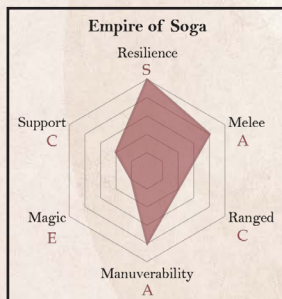 Empire of Soga
Resilience
S
Support
C
Melee
A
Magic
E
Ranged
C
Manuverability
A